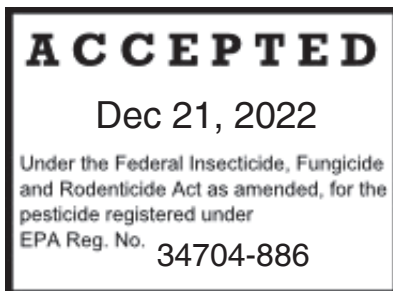 ACCEPTED
Dec 21, 2022
Under the Federal Insecticide, Fungicide
and Rodenticide Act as amended, for the
pesticide registered under
EPA Reg. No. 34704-886